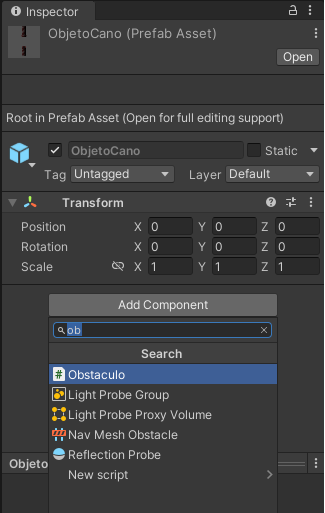 Inspector
ObjetoCano (Prefab Asset)
Open
Root in Prefab Asset (Open for full editing support)
ObjetoCano
Static
Tag Untagged Layer Default
Transform
Position X 0 Y 0 Z 0
Rotation X 0 Y 0 Z 0
Scale X 1 Y 1 Z 1
Add Component
ob
Search
Obstaculo
Light Probe Group
Light Probe Proxy Volume
Nav Mesh Obstacle
Reflection Probe
Objeto
New script